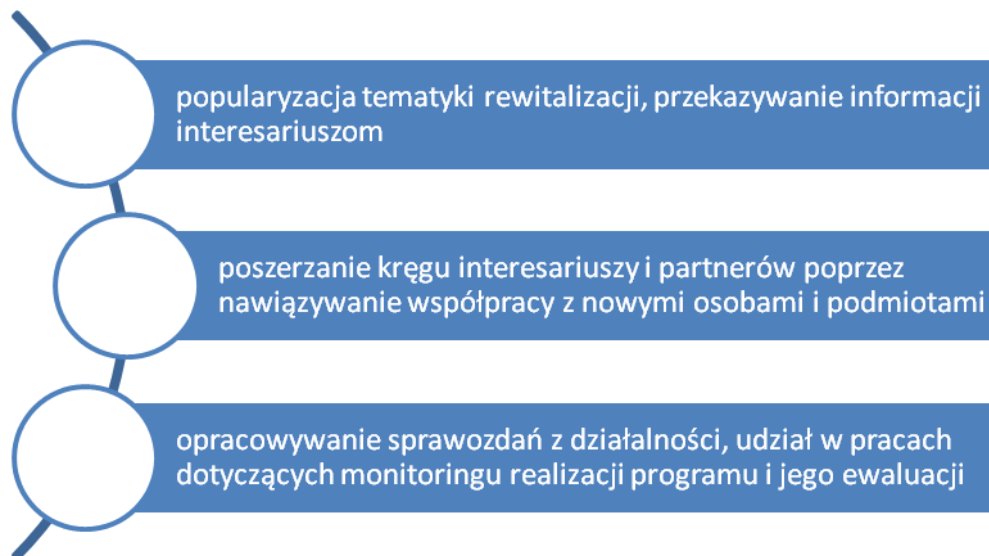 popularyzacja tematyki rewitalizacji, przekazywanie informacji
interesariuszom
poszerzanie kręgu interesariuszy i partnerów poprzez
nawiązywanie współpracy z nowymi osobami i podmiotami
opracowywanie sprawozdań z działalności, udział w pracach
dotyczących monitoringu realizacji programu i jego ewaluacji